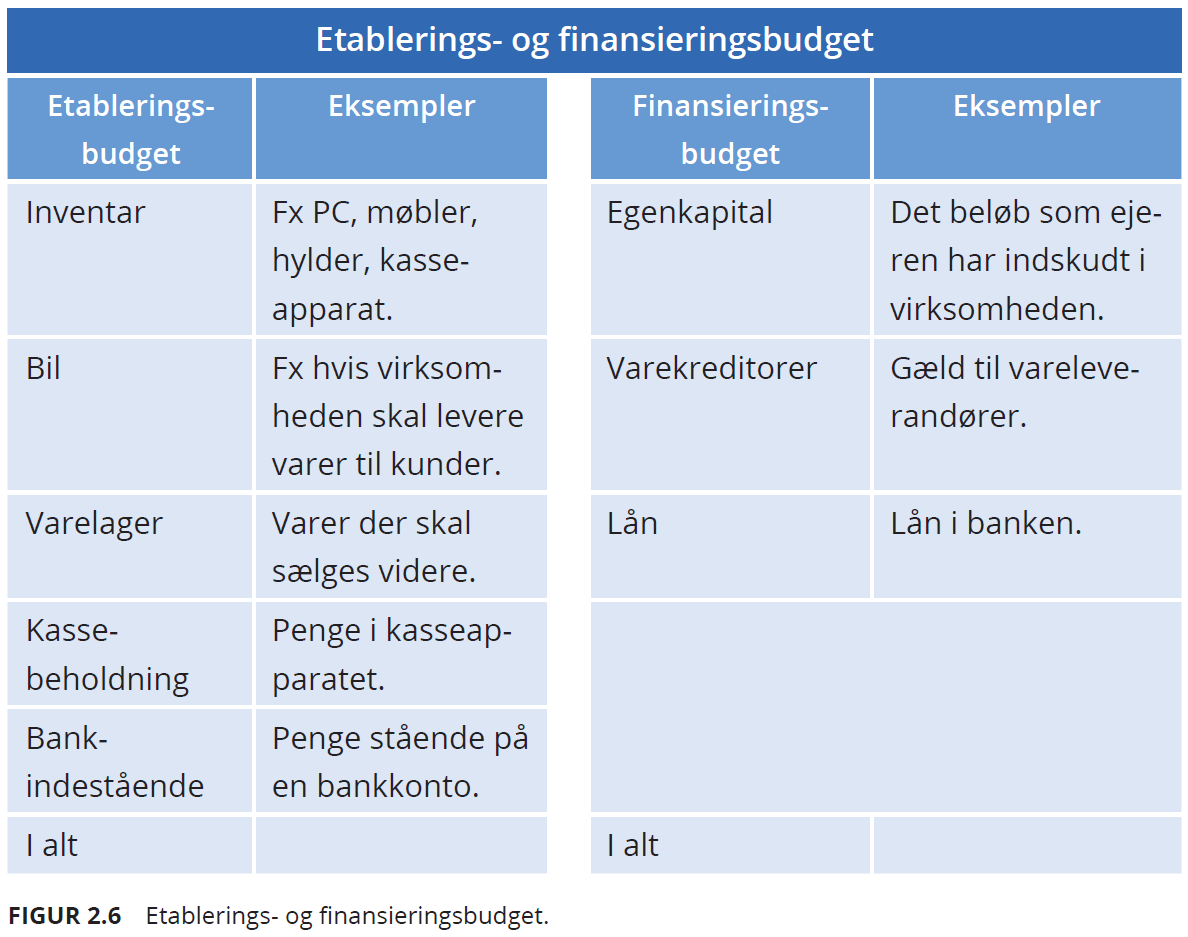 Etablerings- og finansieringsbudget
Etablerings-
budget
Eksempler
Finansierings-
budget
Eksempler
Inventar
Fx PC, møbler,
hylder, kasse-
apparat.
Egenkapital
Det beløb som eje-
ren har indskudt i
virksomheden.
Bil
Fx hvis virksom-
heden skal levere
varer til kunder.
Varekreditorer
Gæld til vareleve-
randører.
Varelager
Varer der skal
sælges videre.
Lån
Lån i banken.
Kasse-
beholdning
Penge i kasseap-
paratet.
Bank-
indestående
Penge stående på
en bankkonto.
I alt
I alt
FIGUR 2.6 Etablerings- og finansieringsbudget.